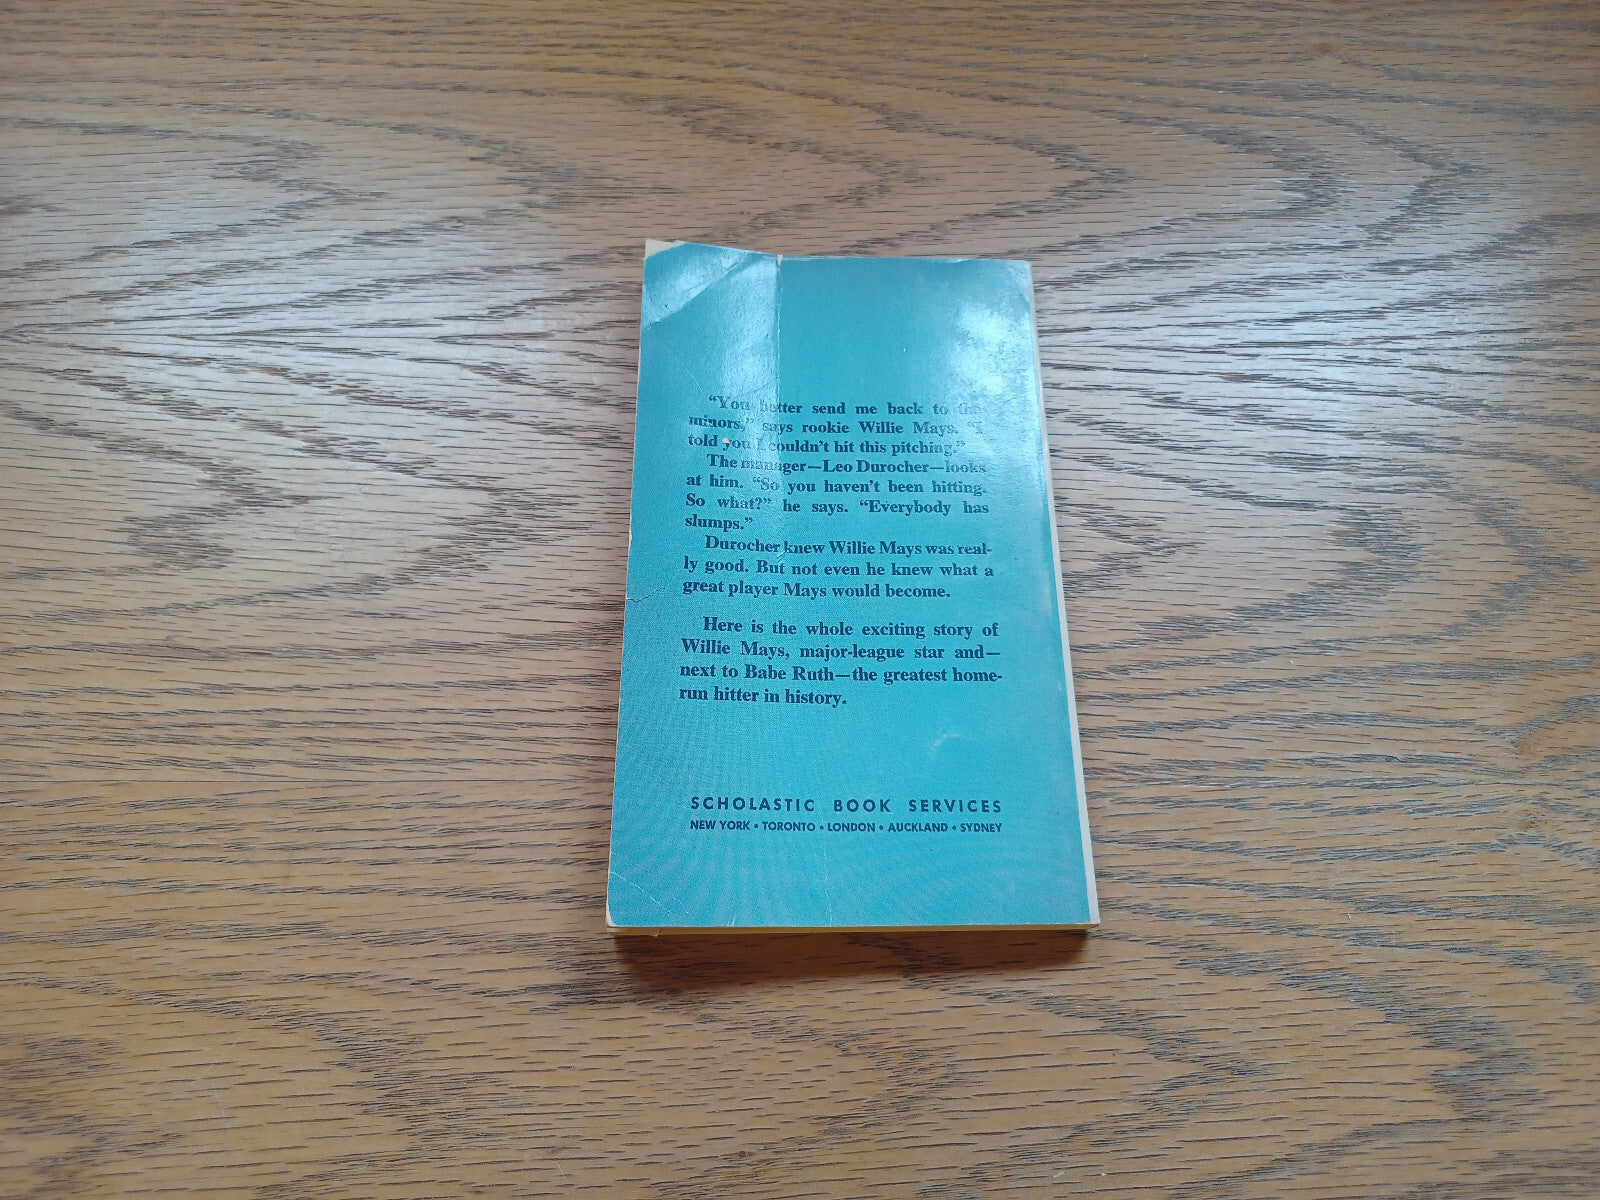 “You better send me back to the
minors,” says rookie Willie Mays. “I
told you I couldn’t hit this pitching.”
The manager—Leo Durocher—looks
at him. “So you haven’t been hitting.
So what?” he says. “Everybody has
slumps.”
Durocher knew Willie Mays was real-
ly good. But not even he knew what a
great player Mays would become.
Here is the whole exciting story of
Willie Mays, major-league star and—
next to Babe Ruth—the greatest home-
run hitter in history.
SCHOLASTIC BOOK SERVICES
NEW YORK • TORONTO • LONDON • AUCKLAND • SYDNEY